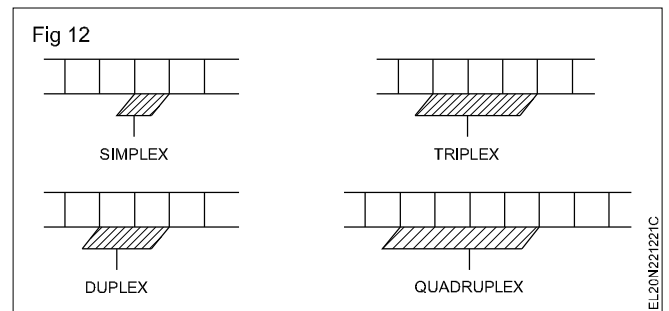 Fig 12
SIMPLEX
TRIPLEX
DUPLEX
QUADRUPLEX
EL20N221221C